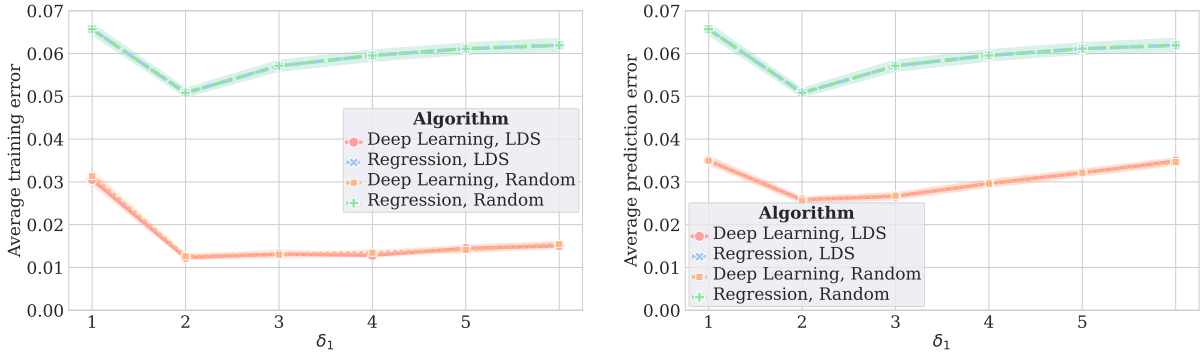 Average training error
0.07
0.06
0.05
0.04
0.03
0.02
0.01
0.00
1 2 3 4 5
δ1
Algorithm
Deep Learning, LDS
Regression, LDS
Deep Learning, Random
Regression, Random
Average prediction error
0.07
0.06
0.05
0.04
0.03
0.02
0.01
0.00
1 2 3 4 5
δ1
Algorithm
Deep Learning, LDS
Regression, LDS
Deep Learning, Random
Regression, Random